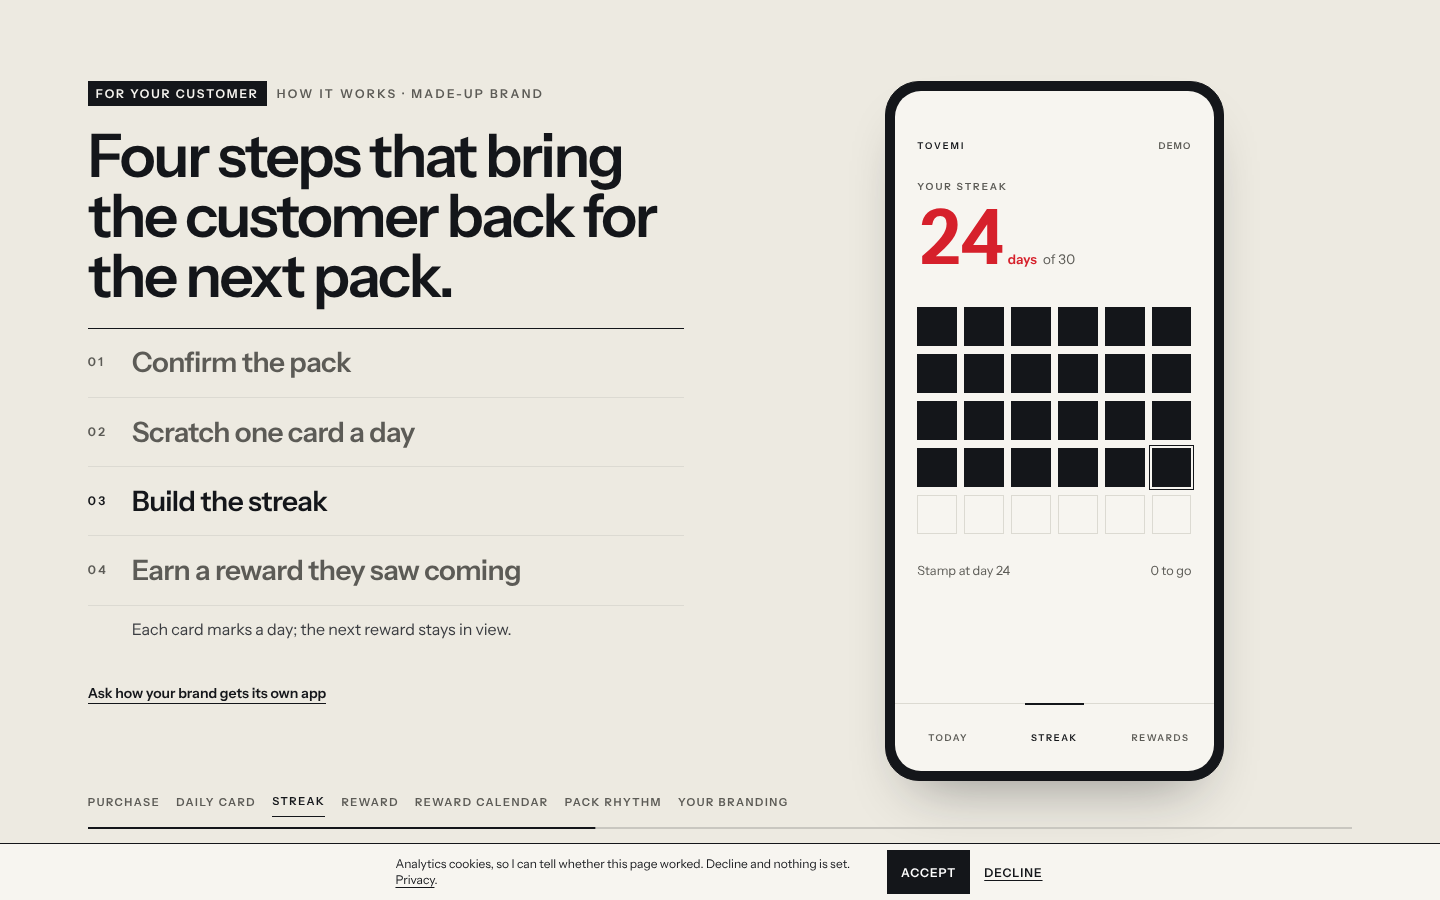 FOR YOUR CUSTOMER HOW IT WORKS · MADE-UP BRAND
Four steps that bring
the customer back for
the next pack.
01 Confirm the pack
02 Scratch one card a day
03 Build the streak
04 Earn a reward they saw coming
Each card marks a day; the next reward stays in view.
Ask how your brand gets its own app
TOVEMI DEMO
YOUR STREAK
24 days of 30
Stamp at day 24 0 to go
TODAY STREAK REWARDS
PURCHASE DAILY CARD STREAK REWARD REWARD CALENDAR PACK RHYTHM YOUR BRANDING
Analytics cookies, so I can tell whether this page worked. Decline and nothing is set.
Privacy.
ACCEPT DECLINE